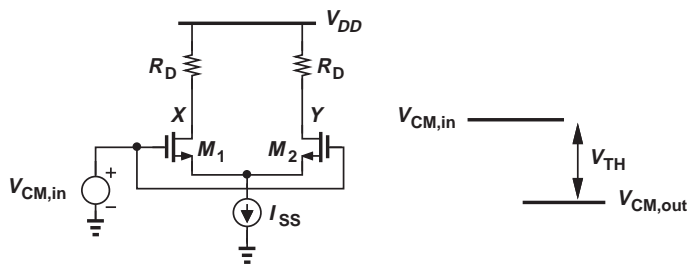 V_DD
R_D R_D
X Y
M_1 M_2
V_CM,in
+
−
I_SS
V_CM,in
V_TH
V_CM,out